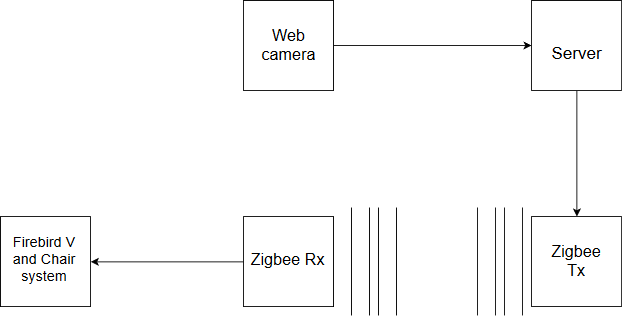 Web
camera
Server
Firebird V
and Chair
system
Zigbee Rx
Zigbee
Tx